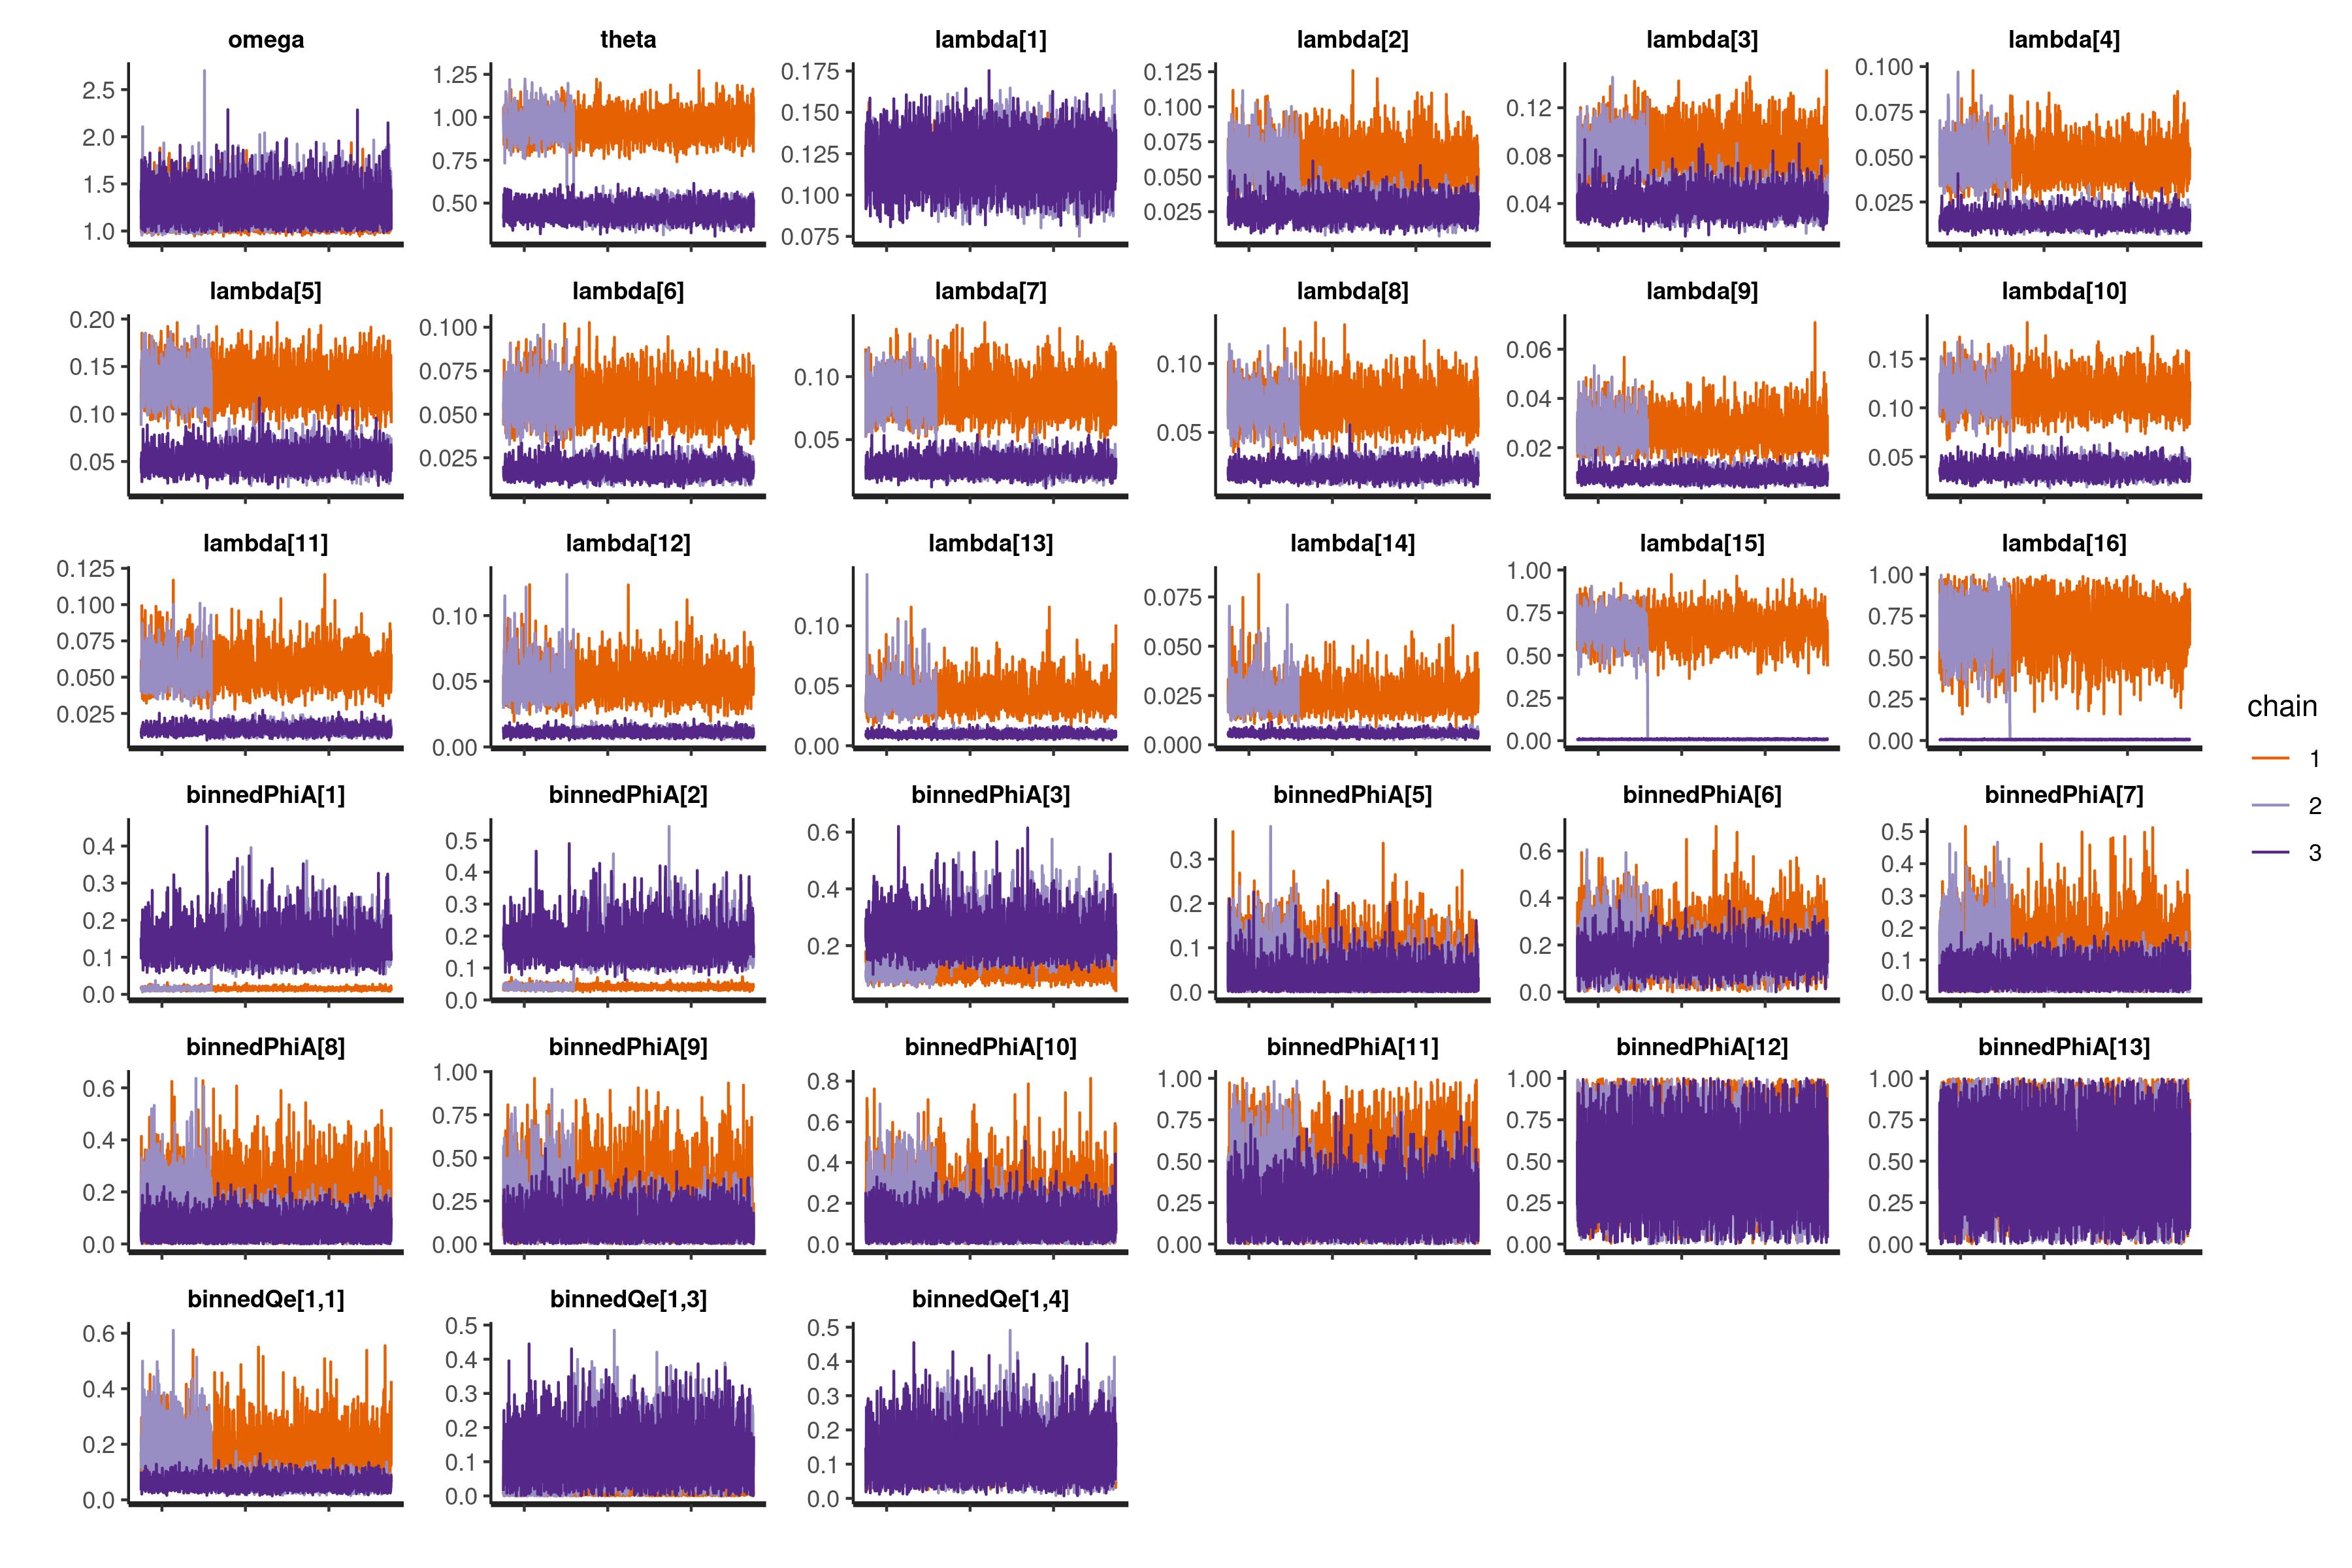 omega theta lambda[1] lambda[2] lambda[3] lambda[4]
2.5 2.0 1.5 1.0
1.25 1.00 0.75 0.50
0.175 0.150 0.125 0.100 0.075
0.125 0.100 0.075 0.050 0.025
0.12 0.08 0.04
0.100 0.075 0.050 0.025
lambda[5] lambda[6] lambda[7] lambda[8] lambda[9] lambda[10]
0.20 0.15 0.10 0.05
0.100 0.075 0.050 0.025
0.10 0.05
0.10 0.05
0.06 0.04 0.02
0.15 0.10 0.05
lambda[11] lambda[12] lambda[13] lambda[14] lambda[15] lambda[16]
0.125 0.100 0.075 0.050 0.025
0.10 0.05 0.00
0.10 0.05 0.00
0.075 0.050 0.025 0.000
1.00 0.75 0.50 0.25 0.00
1.00 0.75 0.50 0.25 0.00
chain
1
2
3
binnedPhiA[1] binnedPhiA[2] binnedPhiA[3] binnedPhiA[5] binnedPhiA[6] binnedPhiA[7]
0.4 0.3 0.2 0.1 0.0
0.5 0.4 0.3 0.2 0.1 0.0
0.6 0.4 0.2
0.3 0.2 0.1 0.0
0.6 0.4 0.2 0.0
0.5 0.4 0.3 0.2 0.1 0.0
binnedPhiA[8] binnedPhiA[9] binnedPhiA[10] binnedPhiA[11] binnedPhiA[12] binnedPhiA[13]
0.6 0.4 0.2 0.0
1.00 0.75 0.50 0.25 0.00
0.8 0.6 0.4 0.2 0.0
1.00 0.75 0.50 0.25 0.00
1.00 0.75 0.50 0.25 0.00
1.00 0.75 0.50 0.25 0.00
binnedQe[1,1] binnedQe[1,3] binnedQe[1,4]
0.6 0.4 0.2 0.0
0.5 0.4 0.3 0.2 0.1 0.0
0.5 0.4 0.3 0.2 0.1 0.0